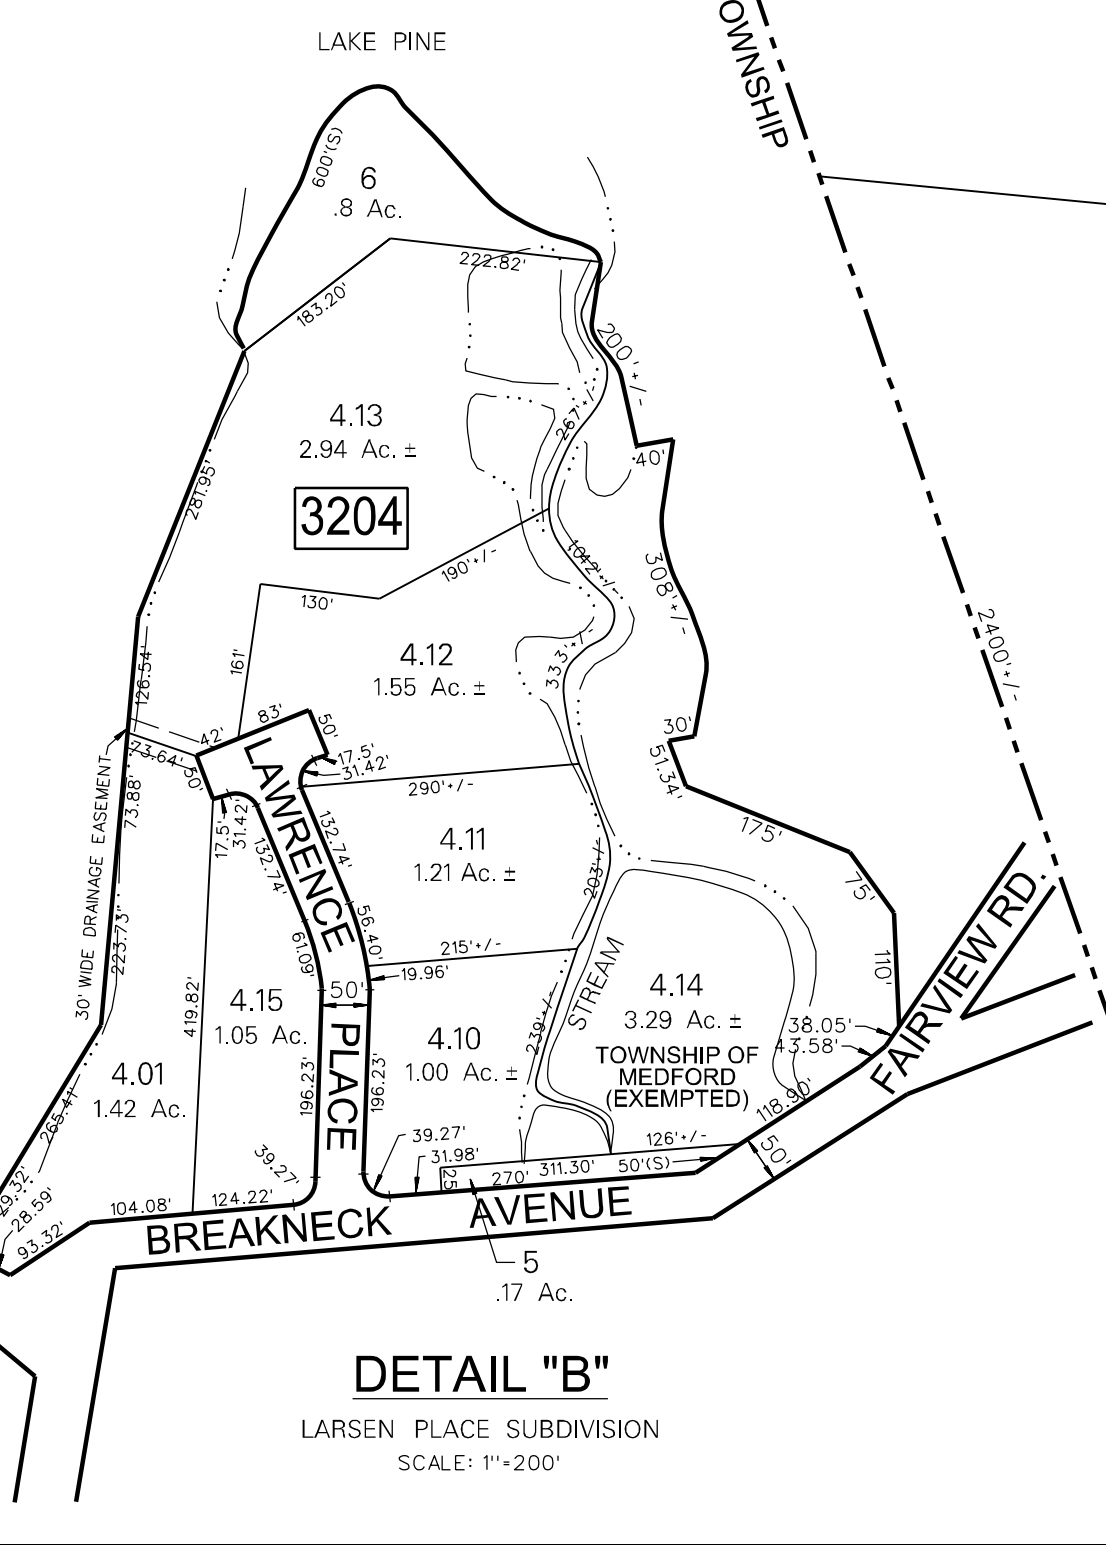 LAKE PINE
OWNSHIP
600'(S)
6
.8 Ac.
222.82'
183.20'
200'+/-
267'+/-
4.13
2.94 Ac. ±
40'
281.95'
3204
190'+/-
1042'+/-
308'+/-
130'
2400'+/-
161'
4.12
1.55 Ac. ±
333'+/-
126.54'
83'
50'
42'
30'
73.64'
50'
17.5'
31.42'
51.34'
290'+/-
73.88'
30' WIDE DRAINAGE EASEMENT
LAWRENCE
PLACE
17.5'
31.42'
132.74'
132.74'
4.11
1.21 Ac. ±
203'+/-
175'
75'
56.40'
61.09'
223.73'
215'+/-
19.96'
110'
FAIRVIEW RD.
STREAM
4.14
3.29 Ac. ±
TOWNSHIP OF
MEDFORD
(EXEMPTED)
38.05'
43.58'
118.90'
50'
419.82'
4.15
1.05 Ac.
50'
4.10
1.00 Ac. ±
239'+/-
4.01
1.42 Ac.
196.23'
196.23'
265.41'
39.27'
39.27'
31.98'
126'+/-
25'
270'
311.30'
50'(S)
29.32'
28.59'
93.32'
104.08'
124.22'
BREAKNECK AVENUE
5
.17 Ac.
DETAIL "B"
LARSEN PLACE SUBDIVISION
SCALE: 1"=200'